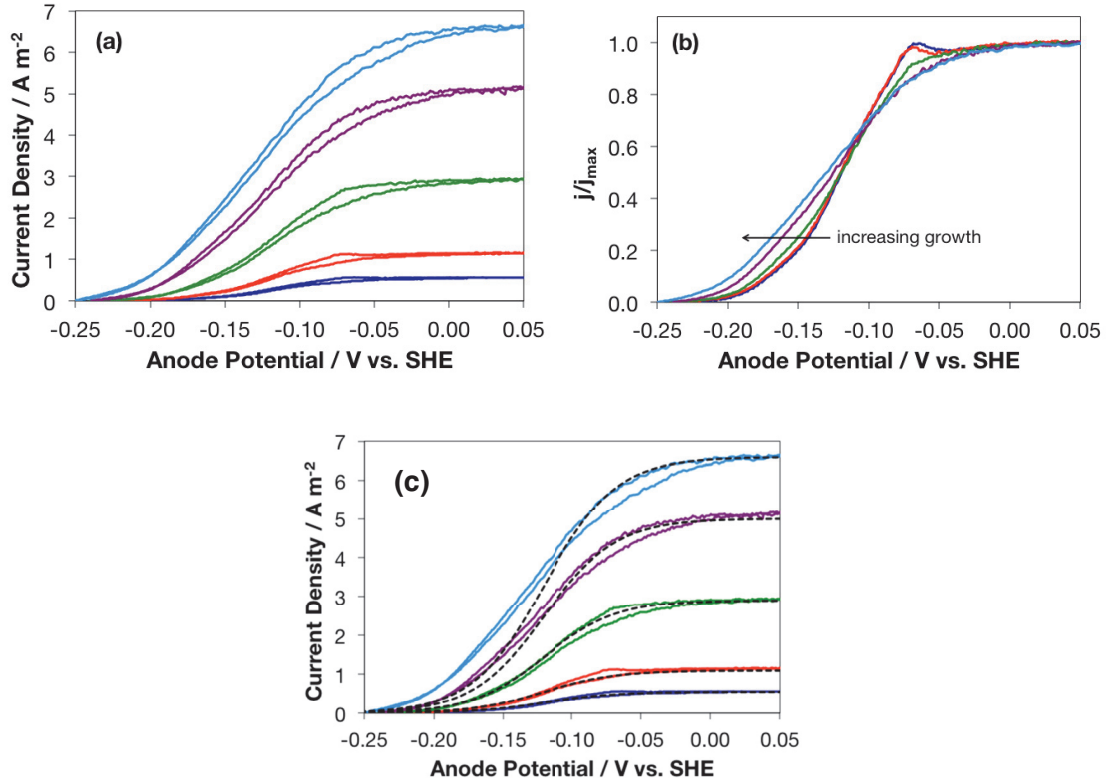 (a)
Current Density / A m-2
7
6
5
4
3
2
1
0
-0.25 -0.20 -0.15 -0.10 -0.05 0.00 0.05
Anode Potential / V vs. SHE
(b)
j/jmax
1.0
0.8
0.6
0.4
0.2
0.0
increasing growth
-0.25 -0.20 -0.15 -0.10 -0.05 0.00 0.05
Anode Potential / V vs. SHE
(c)
Current Density / A m-2
7
6
5
4
3
2
1
0
-0.25 -0.20 -0.15 -0.10 -0.05 0.00 0.05
Anode Potential / V vs. SHE